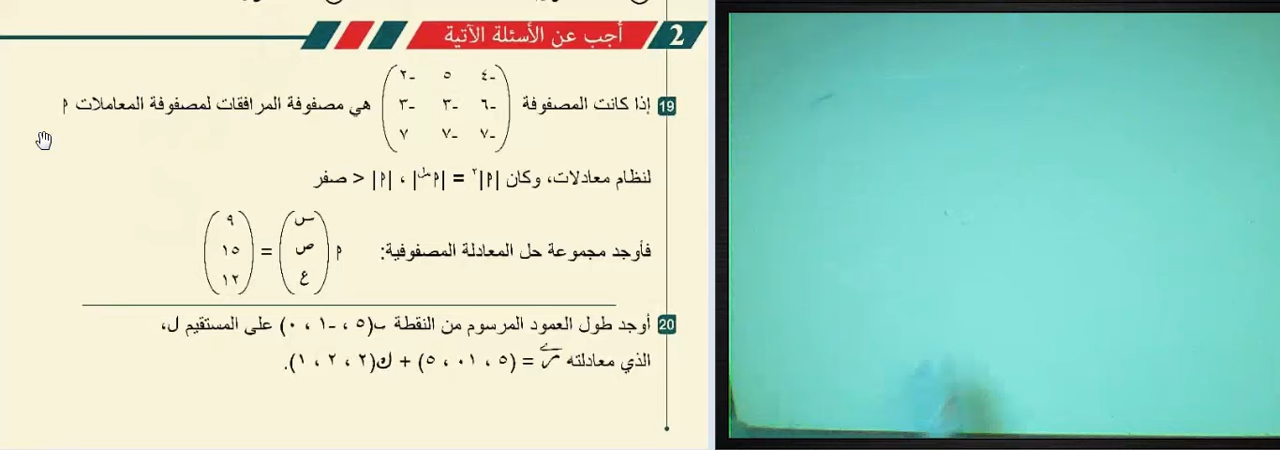 2 أجب عن الأسئلة الآتية
19 إذا كانت المصفوفة (-٤ ٥ -٢ / -٦ -٣ -٣ / -٧ -٧ ٧) هي مصفوفة المرافقات لمصفوفة المعاملات أ
لنظام معادلات، وكان |أ|٢ = |أمل| ، |أ| < صفر
فأوجد مجموعة حل المعادلة المصفوفية: أ (س / ص / ع) = (٩ / ١٥ / ١٢)
20 أوجد طول العمود المرسوم من النقطة ب(٥ ، -١ ، ٠) على المستقيم ل،
الذي معادلته ر = (٥ ، ٠١ ، ٥) + ك(٢ ، ٢ ، ١).